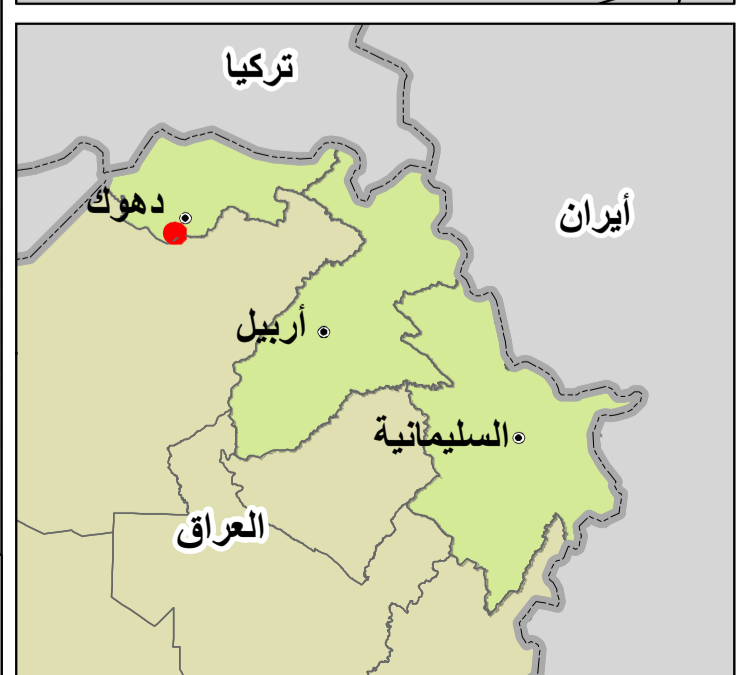 تركيا
أيران
دهوك
أربيل
السليمانية
العراق